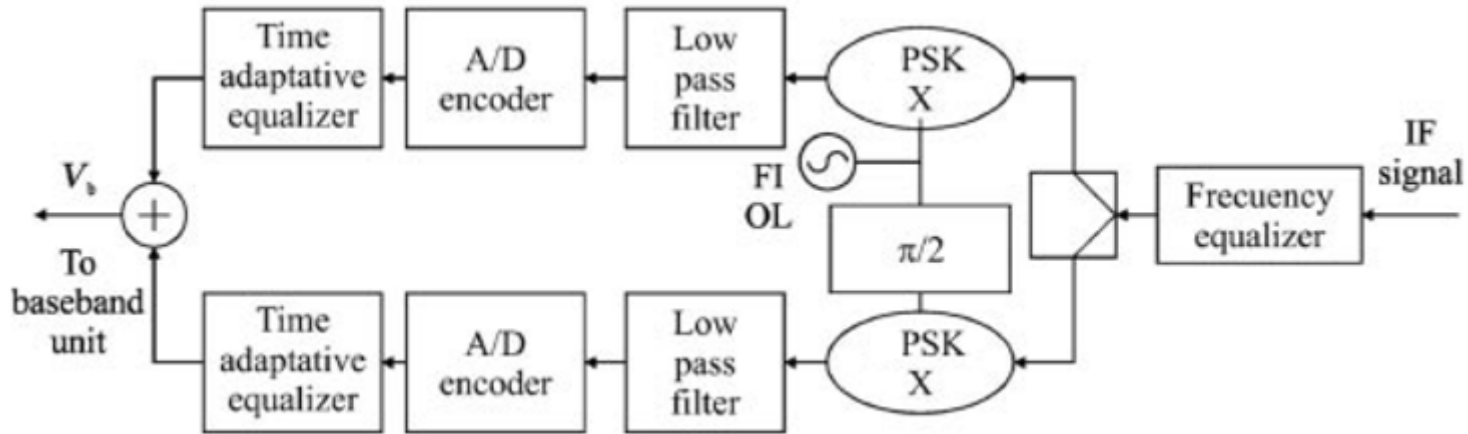 Time
adaptative
equalizer
A/D
encoder
Low
pass
filter
PSK
X
IF
signal
FI
OL
V_b
+
π/2
Frecuency
equalizer
To
baseband
unit
Time
adaptative
equalizer
A/D
encoder
Low
pass
filter
PSK
X